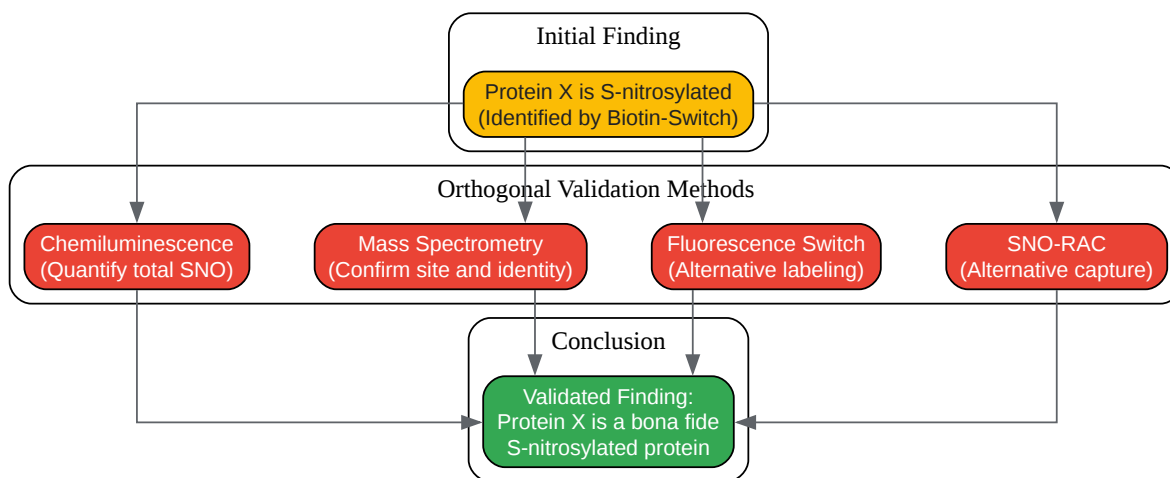 Initial Finding
Protein X is S-nitrosylated
(Identified by Biotin-Switch)
Orthogonal Validation Methods
Chemiluminescence
(Quantify total SNO)
Mass Spectrometry
(Confirm site and identity)
Fluorescence Switch
(Alternative labeling)
SNO-RAC
(Alternative capture)
Conclusion
Validated Finding:
Protein X is a bona fide
S-nitrosylated protein